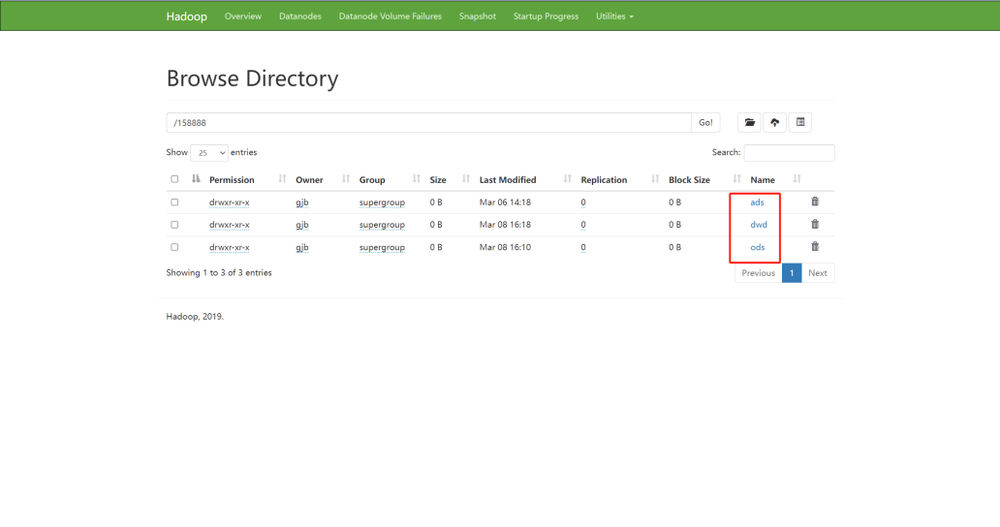 Hadoop Overview Datanodes Datanode Volume Failures Snapshot Startup Progress Utilities
Browse Directory
/158888 Go!
Show 25 entries Search:
Permission Owner Group Size Last Modified Replication Block Size Name
drwxr-xr-x gjb supergroup 0 B Mar 06 14:18 0 0 B ads
drwxr-xr-x gjb supergroup 0 B Mar 08 16:18 0 0 B dwd
drwxr-xr-x gjb supergroup 0 B Mar 08 16:10 0 0 B ods
Showing 1 to 3 of 3 entries Previous 1 Next
Hadoop, 2019.